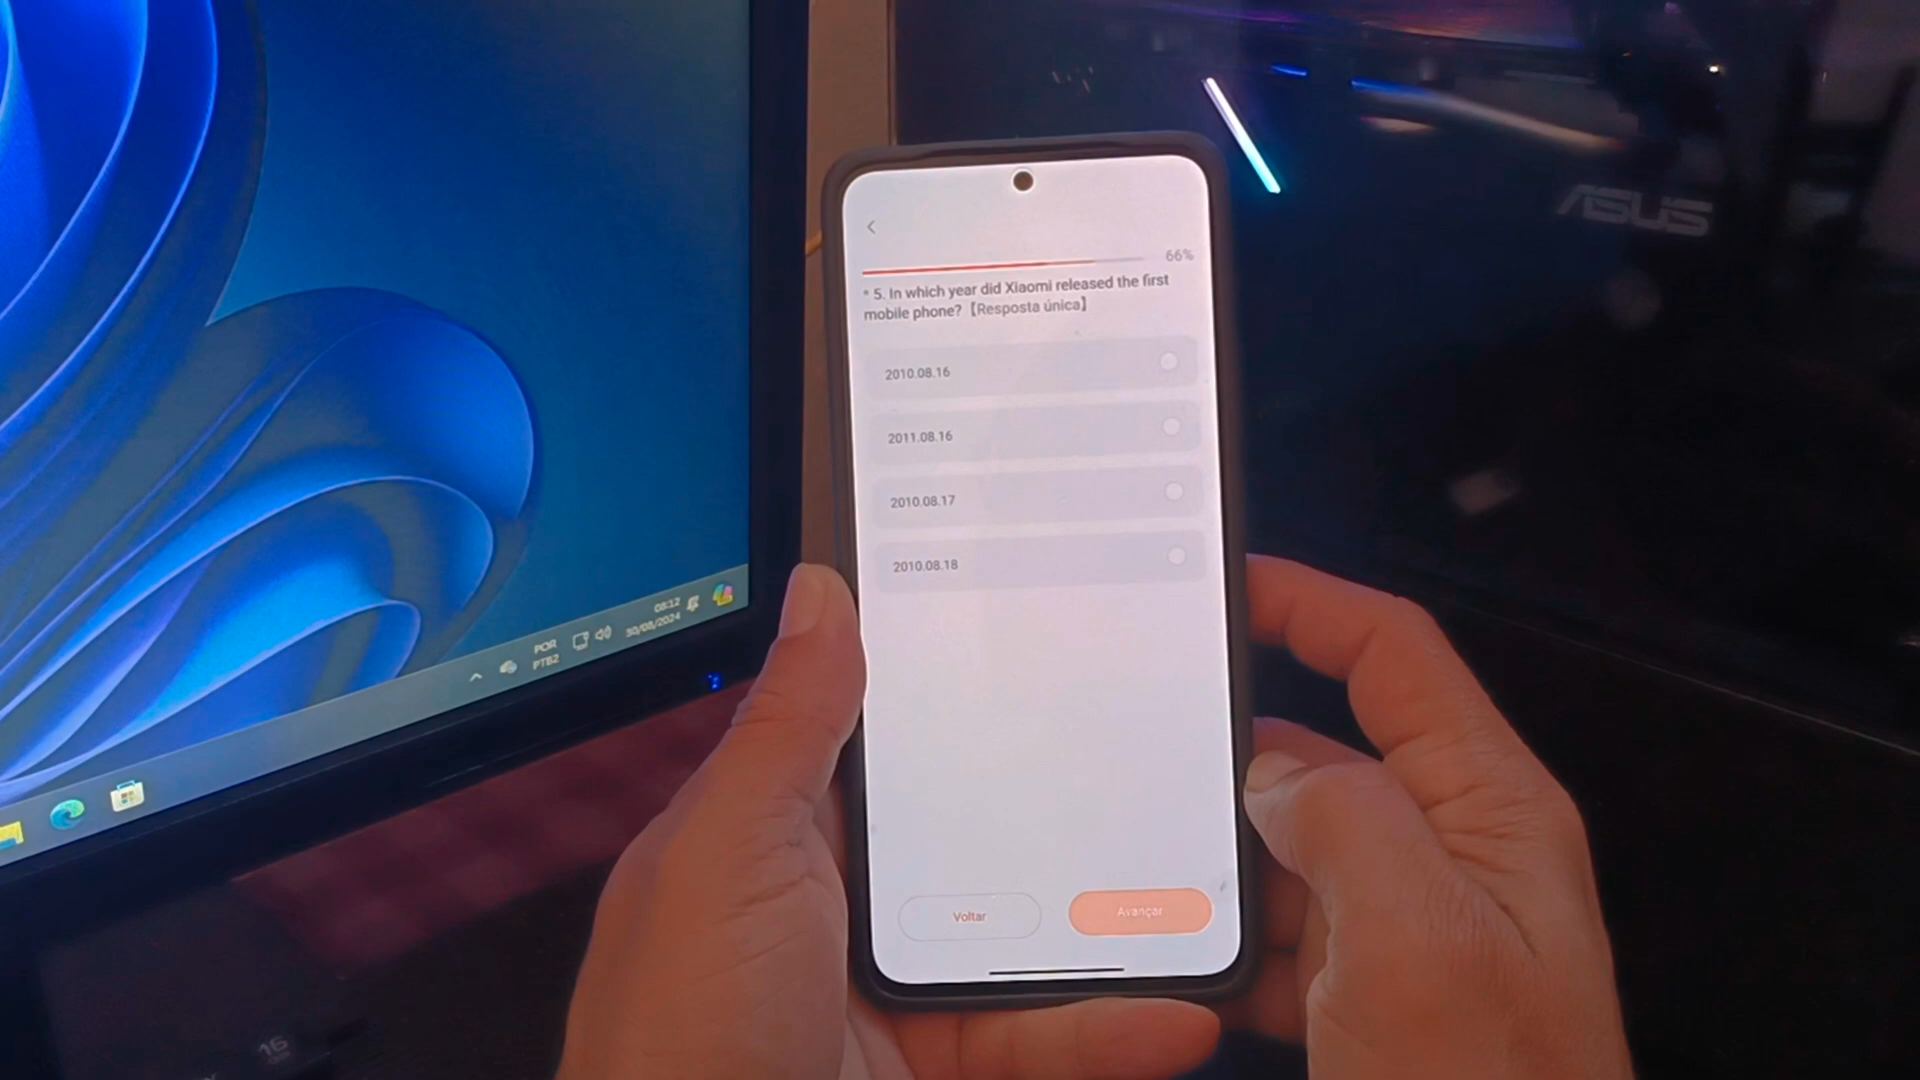 66%
* 5. In which year did Xiaomi released the first
mobile phone?【Resposta única】
2010.08.16
2011.08.16
2010.08.17
2010.08.18
Voltar
Avançar
08:12
30/08/2024
POR
PTB2
ASUS
16